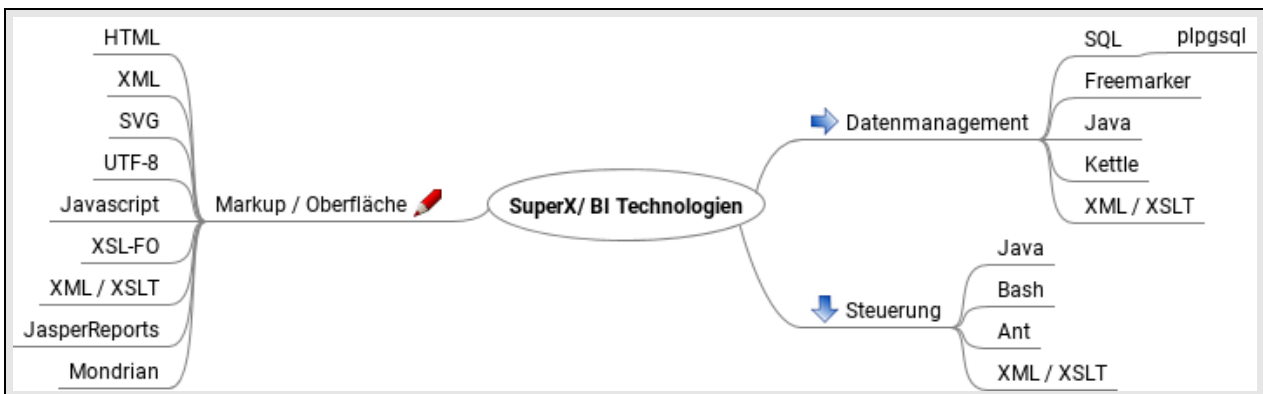 HTML
XML
SVG
UTF-8
Javascript
XSL-FO
XML / XSLT
JasperReports
Mondrian
Markup / Oberfläche
SuperX/ BI Technologien
Datenmanagement
SQL
plpgsql
Freemarker
Java
Kettle
XML / XSLT
Steuerung
Java
Bash
Ant
XML / XSLT